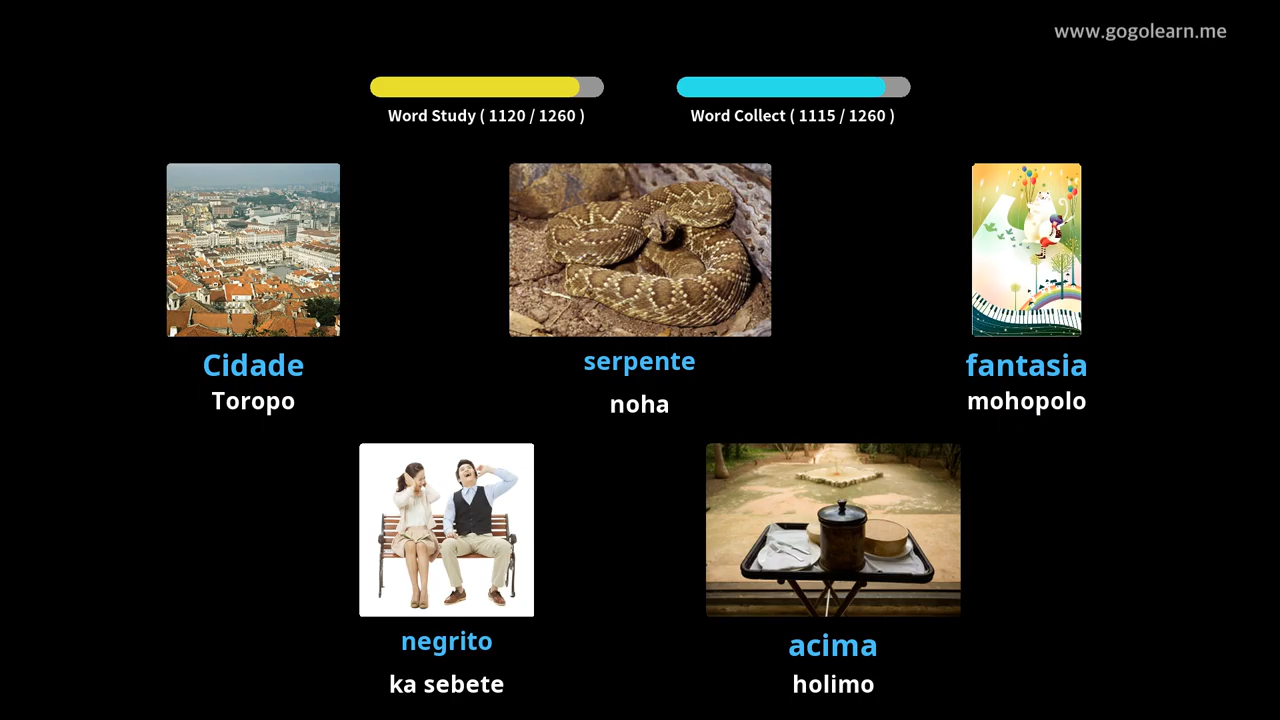 www.gogolearn.me
Word Study ( 1120 / 1260 )
Word Collect ( 1115 / 1260 )
Cidade
Toropo
serpente
noha
fantasia
mohopolo
negrito
ka sebete
acima
holimo